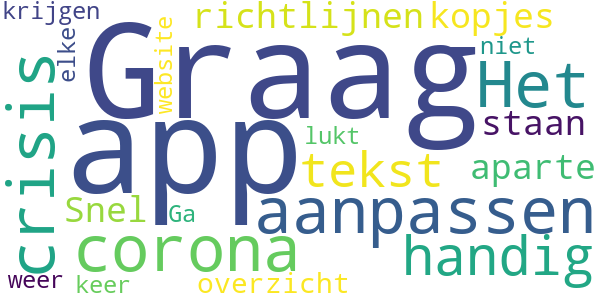 krijgen richtlijnen kopjes
elke website Graag niet
crisis Het
app staan
lukt tekst aparte
Snel Ga aanpassen
corona handig
weer keer overzicht